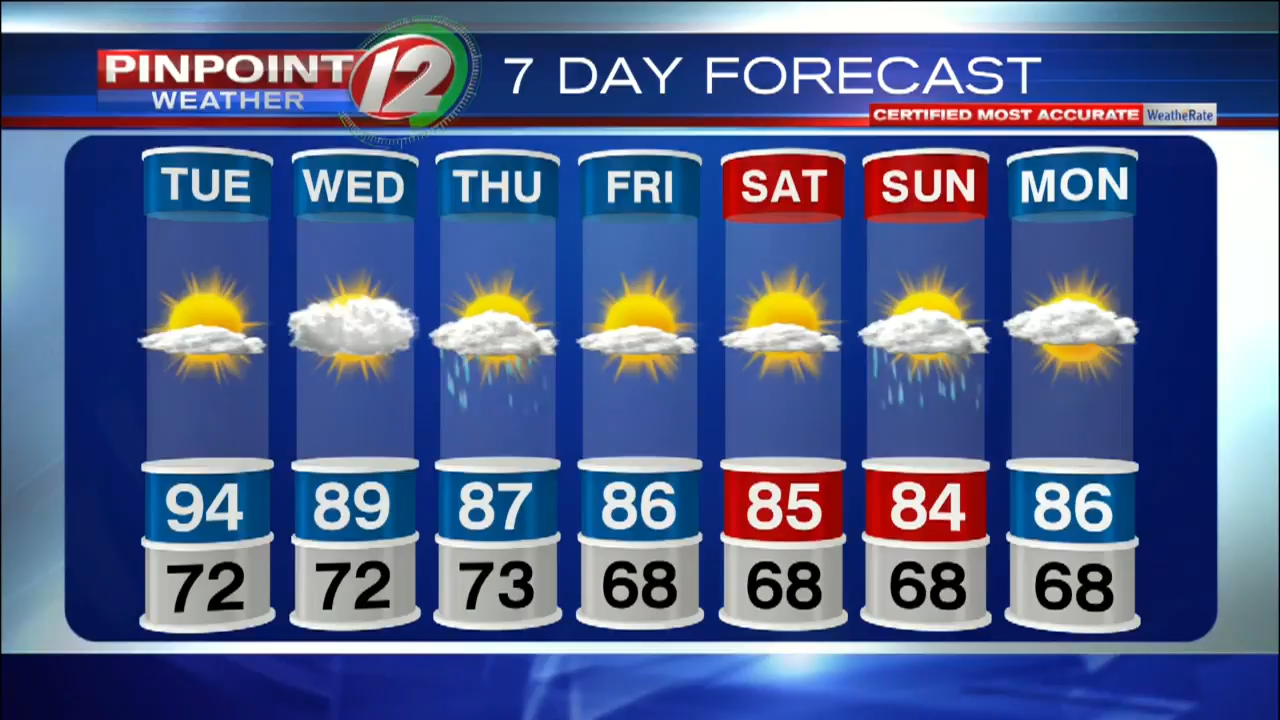 PINPOINT
WEATHER
12
7 DAY FORECAST
CERTIFIED MOST ACCURATE WeatheRate
TUE WED THU FRI SAT SUN MON
94 89 87 86 85 84 86
72 72 73 68 68 68 68